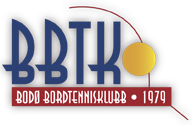 BBTK
BODØ BORDTENNISKLUBB • 1979